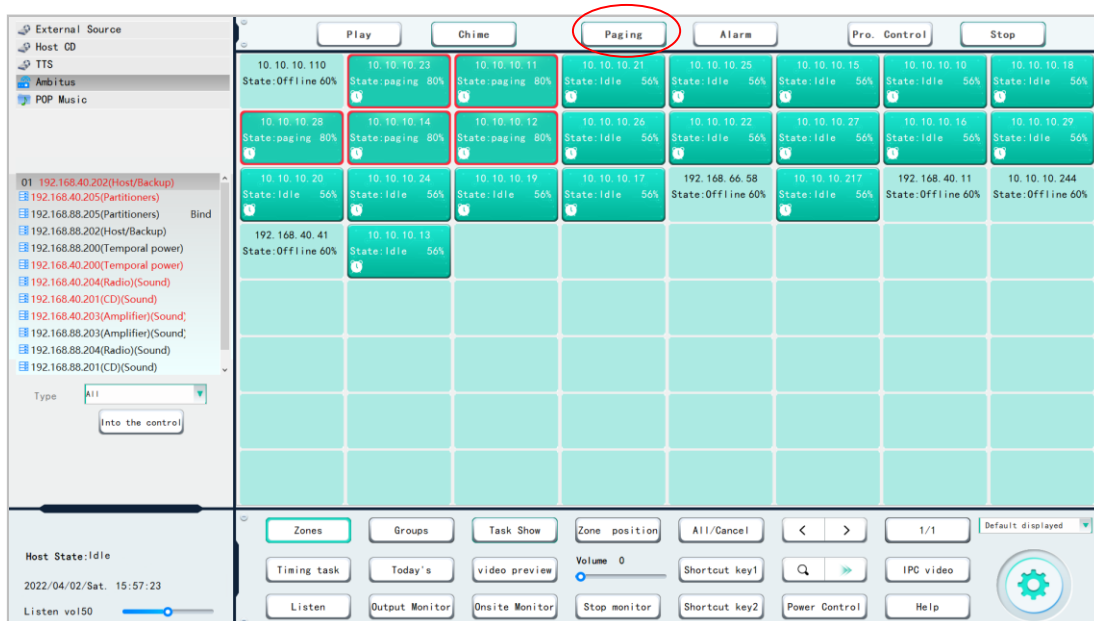 External Source
Host CD
TTS
Ambitus
POP Music
01 192.168.40.202(Host/Backup)
192.168.40.205(Partitioners)
192.168.88.205(Partitioners) Bind
192.168.88.202(Host/Backup)
192.168.88.200(Temporal power)
192.168.40.200(Temporal power)
192.168.40.204(Radio)(Sound)
192.168.40.201(CD)(Sound)
192.168.40.203(Amplifier)(Sound)
192.168.88.203(Amplifier)(Sound)
192.168.88.204(Radio)(Sound)
192.168.88.201(CD)(Sound)
Type All
Into the control
Host State:Idle
2022/04/02/Sat. 15:57:23
Listen vol50
Play Chime Paging Alarm Pro. Control Stop
10.10.10.110 10.10.10.23 10.10.10.11 10.10.10.21 10.10.10.25 10.10.10.15 10.10.10.10 10.10.10.18
State:Offline 60% State:paging 80% State:paging 80% State:Idle 56% State:Idle 56% State:Idle 56% State:Idle 56% State:Idle 56%
10.10.10.28 10.10.10.14 10.10.10.12 10.10.10.26 10.10.10.22 10.10.10.27 10.10.10.16 10.10.10.29
State:paging 80% State:paging 80% State:paging 80% State:Idle 56% State:Idle 56% State:Idle 56% State:Idle 56% State:Idle 56%
10.10.10.20 10.10.10.24 10.10.10.19 10.10.10.17 192.168.66.58 10.10.10.217 192.168.40.11 10.10.10.244
State:Idle 56% State:Idle 56% State:Idle 56% State:Idle 56% State:Offline 60% State:Idle 56% State:Offline 60% State:Offline 60%
192.168.40.41 10.10.10.13
State:Offline 60% State:Idle 56%
Zones Groups Task Show Zone position All/Cancel < > 1/1 Default displayed
Timing task Today's video preview Volume 0 Shortcut key1 IPC video
Listen Output Monitor Onsite Monitor Stop monitor Shortcut key2 Power Control Help